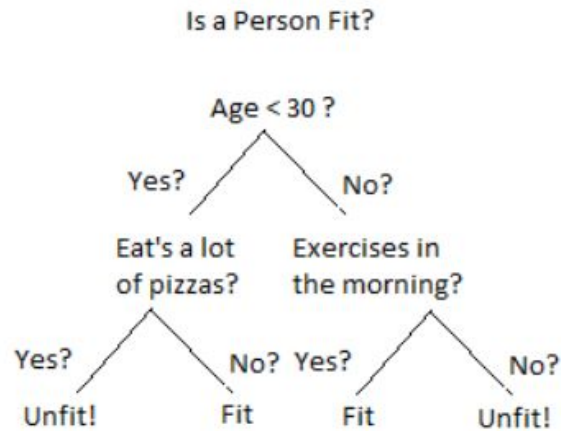 Is a Person Fit?
Age < 30 ?
Yes?
No?
Eat's a lot
of pizzas?
Exercises in
the morning?
Yes?
No?
Yes?
No?
Unfit!
Fit
Fit
Unfit!